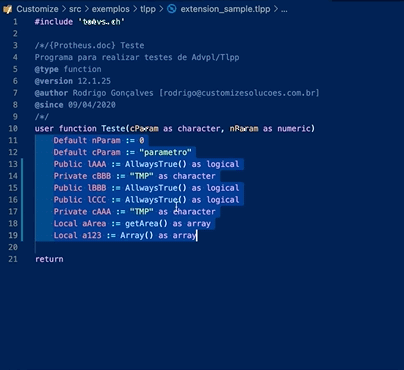 Customize > src > exemplos > tlpp > extension_sample.tlpp > ...
1 #include 'totvs.ch'
2
3 /*/{Protheus.doc} Teste
4 Programa para realizar testes de Advpl/Tlpp
5 @type function
6 @version 12.1.25
7 @author Rodrigo Gonçalves [rodrigo@customizesolucoes.com.br]
8 @since 09/04/2020
9 /*/
10 user function Teste(cParam as character, nParam as numeric)
11 Default nParam := 0
12 Default cParam := "parametro"
13 Public lAAA := AllwaysTrue() as logical
14 Private cBBB := "TMP" as character
15 Public lBBB := AllwaysTrue() as logical
16 Public lCCC := AllwaysTrue() as logical
17 Private cAAA := "TMP" as character
18 Local aArea := getArea() as array
19 Local a123 := Array() as array
20
21 return